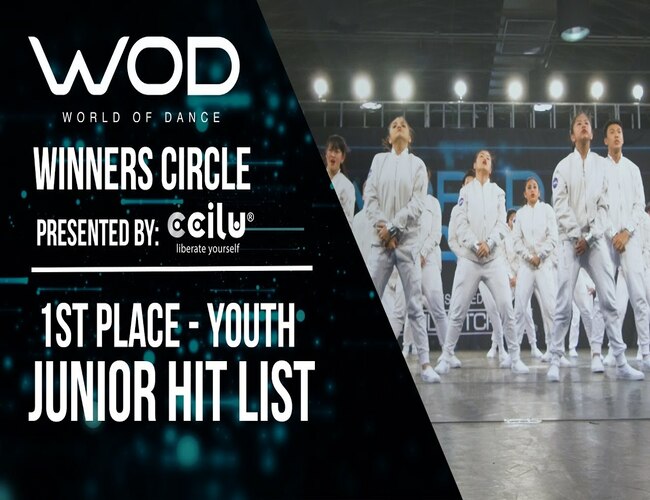 WOD
WORLD OF DANCE
WINNERS CIRCLE
PRESENTED BY: ccilu®
liberate yourself
1ST PLACE - YOUTH
JUNIOR HIT LIST